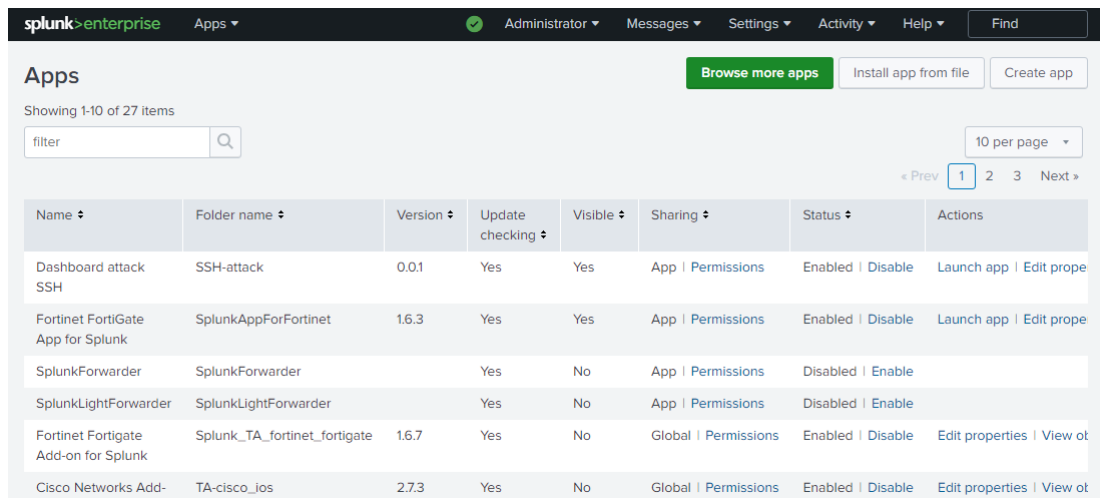 splunk>enterprise Apps Administrator Messages Settings Activity Help Find
Apps Browse more apps Install app from file Create app
Showing 1-10 of 27 items
filter 10 per page
« Prev 1 2 3 Next »
Name Folder name Version Update checking Visible Sharing Status Actions
Dashboard attack SSH SSH-attack 0.0.1 Yes Yes App | Permissions Enabled | Disable Launch app | Edit prope
Fortinet FortiGate App for Splunk SplunkAppForFortinet 1.6.3 Yes Yes App | Permissions Enabled | Disable Launch app | Edit prope
SplunkForwarder SplunkForwarder Yes No App | Permissions Disabled | Enable
SplunkLightForwarder SplunkLightForwarder Yes No App | Permissions Disabled | Enable
Fortinet Fortigate Add-on for Splunk Splunk_TA_fortinet_fortigate 1.6.7 Yes No Global | Permissions Enabled | Disable Edit properties | View ob
Cisco Networks Add- TA-cisco_ios 2.7.3 Yes No Global | Permissions Enabled | Disable Edit properties | View ob